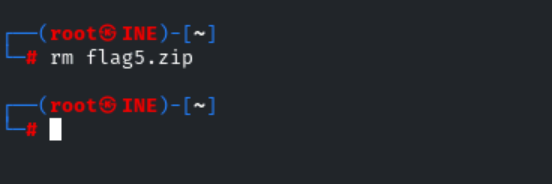 ┌──(root㉿INE)-[~]
└─# rm flag5.zip
┌──(root㉿INE)-[~]
└─#